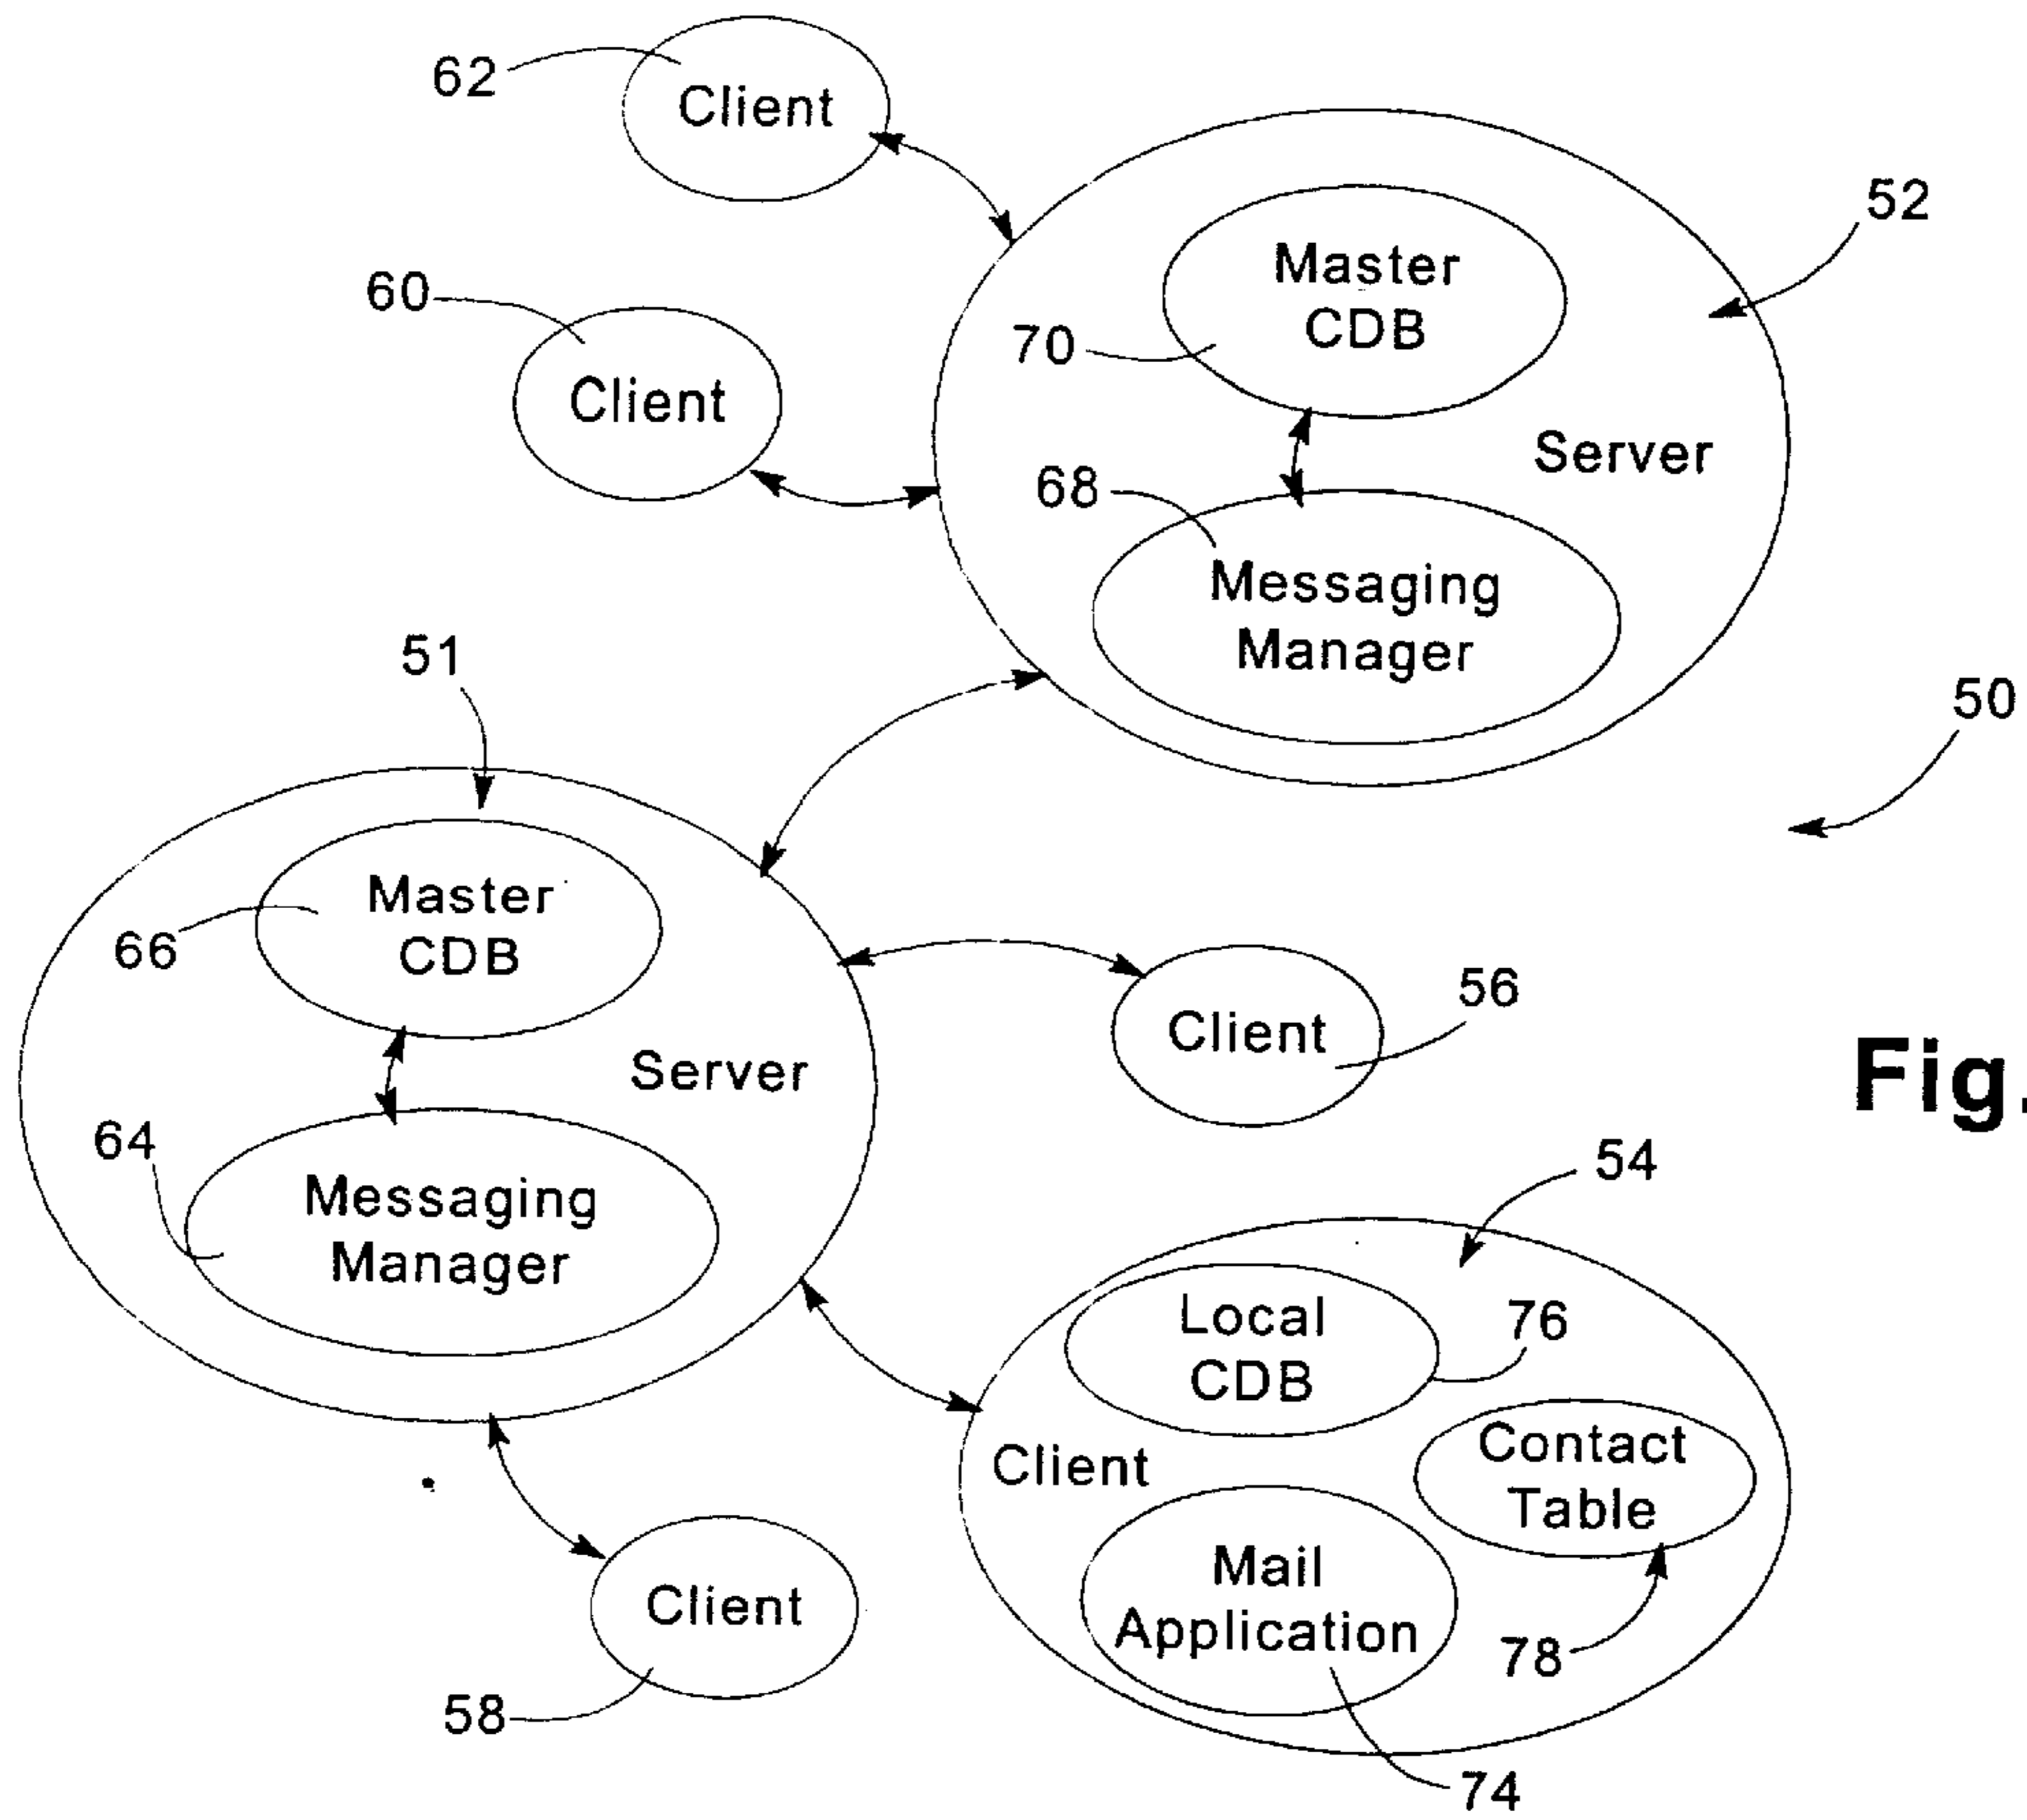 62
Client
52
Master
CDB
60
70
Client
Server
68
Messaging
Manager
51
50
Master
CDB
66
56
Client
Server
Fig.
64
54
Messaging
Manager
Local
CDB
76
Contact
Table
Client
Mail
Application
78
Client
58
74